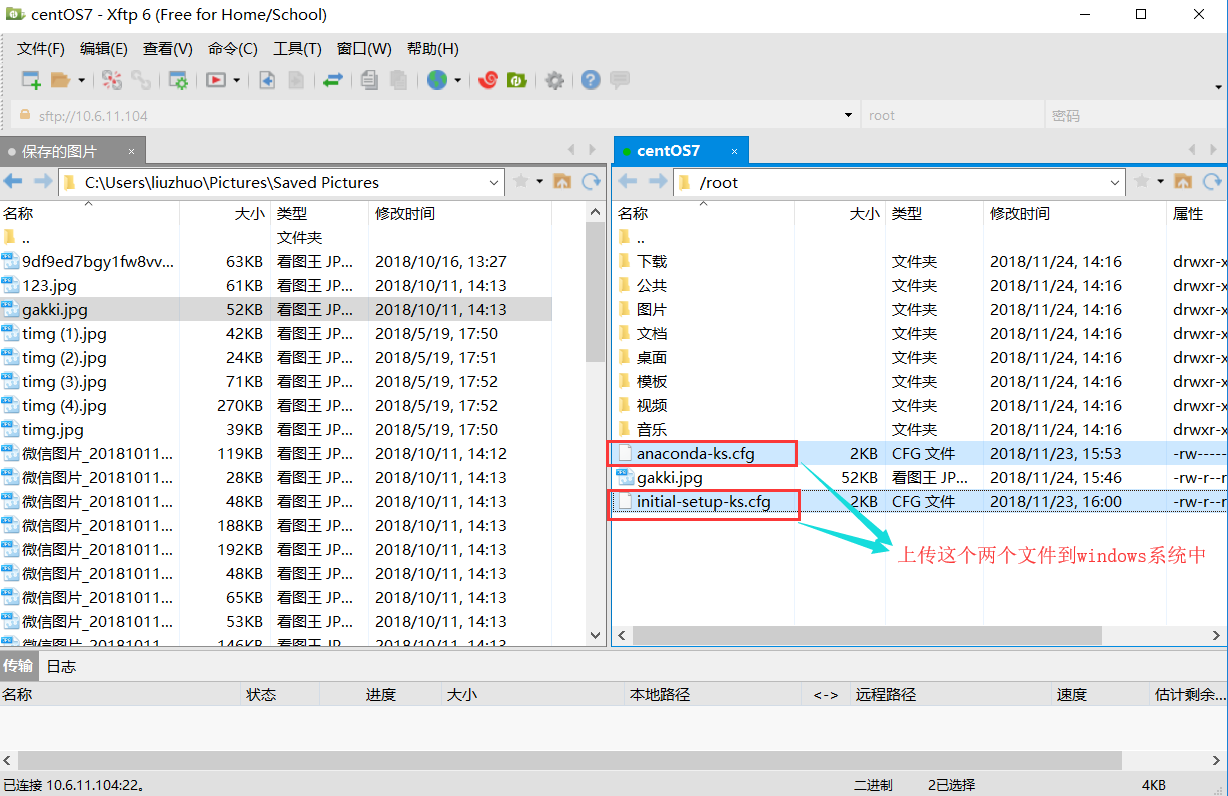 centOS7 - Xftp 6 (Free for Home/School)
文件(F) 编辑(E) 查看(V) 命令(C) 工具(T) 窗口(W) 帮助(H)
sftp://10.6.11.104 root 密码
保存的图片 ×
C:\Users\liuzhuo\Pictures\Saved Pictures
名称 大小 类型 修改时间
.. 文件夹
9df9ed7bgy1fw8vv... 63KB 看图王 JP... 2018/10/16, 13:27
123.jpg 61KB 看图王 JP... 2018/10/11, 14:13
gakki.jpg 52KB 看图王 JP... 2018/10/11, 14:13
timg (1).jpg 42KB 看图王 JP... 2018/5/19, 17:50
timg (2).jpg 24KB 看图王 JP... 2018/5/19, 17:51
timg (3).jpg 71KB 看图王 JP... 2018/5/19, 17:52
timg (4).jpg 270KB 看图王 JP... 2018/5/19, 17:52
timg.jpg 39KB 看图王 JP... 2018/5/19, 17:50
微信图片_20181011... 119KB 看图王 JP... 2018/10/11, 14:12
微信图片_20181011... 28KB 看图王 JP... 2018/10/11, 14:13
微信图片_20181011... 48KB 看图王 JP... 2018/10/11, 14:13
微信图片_20181011... 188KB 看图王 JP... 2018/10/11, 14:13
微信图片_20181011... 192KB 看图王 JP... 2018/10/11, 14:13
微信图片_20181011... 48KB 看图王 JP... 2018/10/11, 14:13
微信图片_20181011... 65KB 看图王 JP... 2018/10/11, 14:13
微信图片_20181011... 53KB 看图王 JP... 2018/10/11, 14:13
微信图片_20181011... 146KB 看图王 JP... 2018/10/11, 14:13
centOS7 ×
/root
名称 大小 类型 修改时间 属性
..
下载 文件夹 2018/11/24, 14:16 drwxr-x
公共 文件夹 2018/11/24, 14:16 drwxr-x
图片 文件夹 2018/11/24, 14:16 drwxr-x
文档 文件夹 2018/11/24, 14:16 drwxr-x
桌面 文件夹 2018/11/24, 14:16 drwxr-x
模板 文件夹 2018/11/24, 14:16 drwxr-x
视频 文件夹 2018/11/24, 14:16 drwxr-x
音乐 文件夹 2018/11/24, 14:16 drwxr-x
anaconda-ks.cfg 2KB CFG 文件 2018/11/23, 15:53 -rw-----
gakki.jpg 52KB 看图王 JP... 2018/11/24, 15:46 -rw-r--r
initial-setup-ks.cfg 2KB CFG 文件 2018/11/23, 16:00 -rw-r--r
上传这个两个文件到windows系统中
传输 日志
名称 状态 进度 大小 本地路径 <-> 远程路径 速度 估计剩余...
已连接 10.6.11.104:22。 二进制 2已选择 4KB